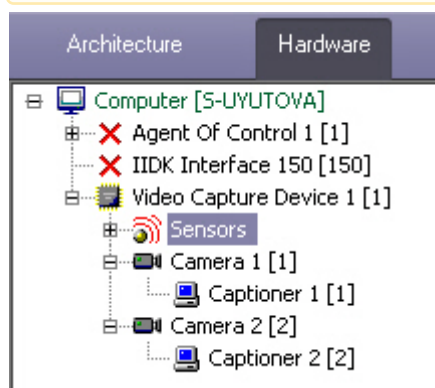 Architecture Hardware
Computer [S-UYUTOVA]
Agent Of Control 1 [1]
IIDK Interface 150 [150]
Video Capture Device 1 [1]
Sensors
Camera 1 [1]
Captioner 1 [1]
Camera 2 [2]
Captioner 2 [2]